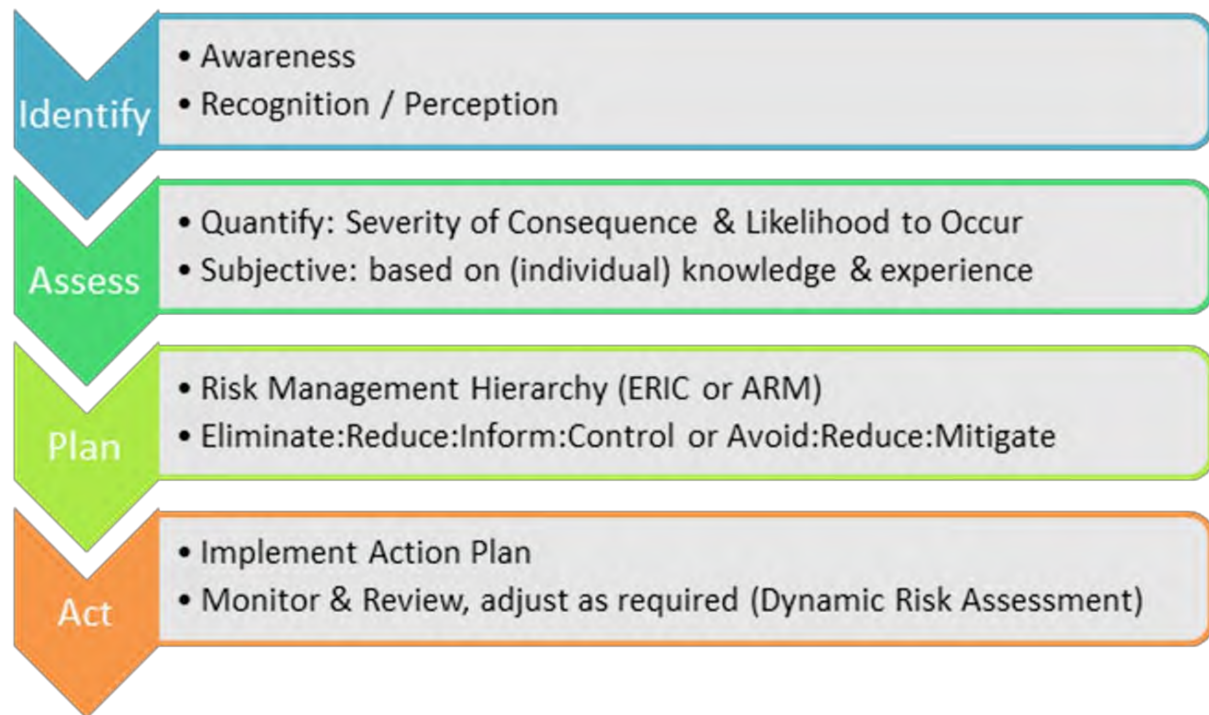 Identify
• Awareness
• Recognition / Perception
Assess
• Quantify: Severity of Consequence & Likelihood to Occur
• Subjective: based on (individual) knowledge & experience
Plan
• Risk Management Hierarchy (ERIC or ARM)
• Eliminate:Reduce:Inform:Control or Avoid:Reduce:Mitigate
Act
• Implement Action Plan
• Monitor & Review, adjust as required (Dynamic Risk Assessment)